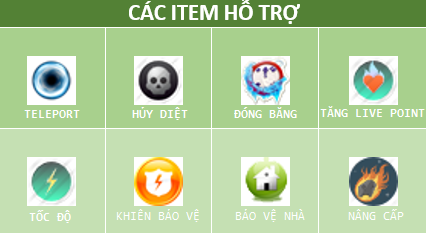 CÁC ITEM HỖ TRỢ
TELEPORT
HỦY DIỆT
ĐÓNG BĂNG
TĂNG LIVE POINT
TỐC ĐỘ
KHIÊN BẢO VỆ
BẢO VỆ NHÀ
NÂNG CẤP